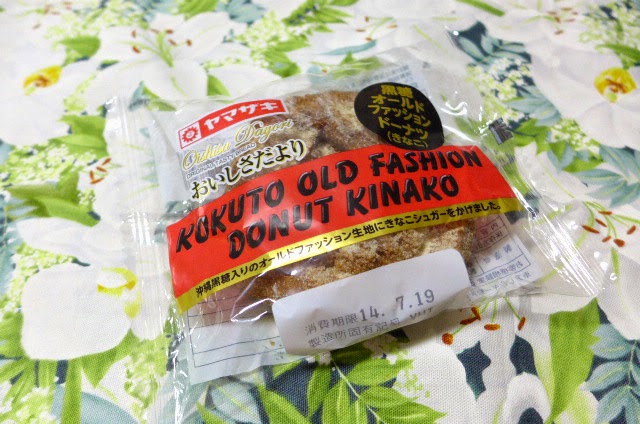 ヤマザキ
Oishisa Dayori
ORIGINAL TASTY BREAD
おいしさだより
黒糖
オールド
ファッション
ドーナツ
(きなこ)
KOKUTO OLD FASHION
DONUT KINAKO
沖縄黒糖入りのオールドファッション生地にきなこシュガーをかけました。
消費期限 14. 7.19
製造所固有記号